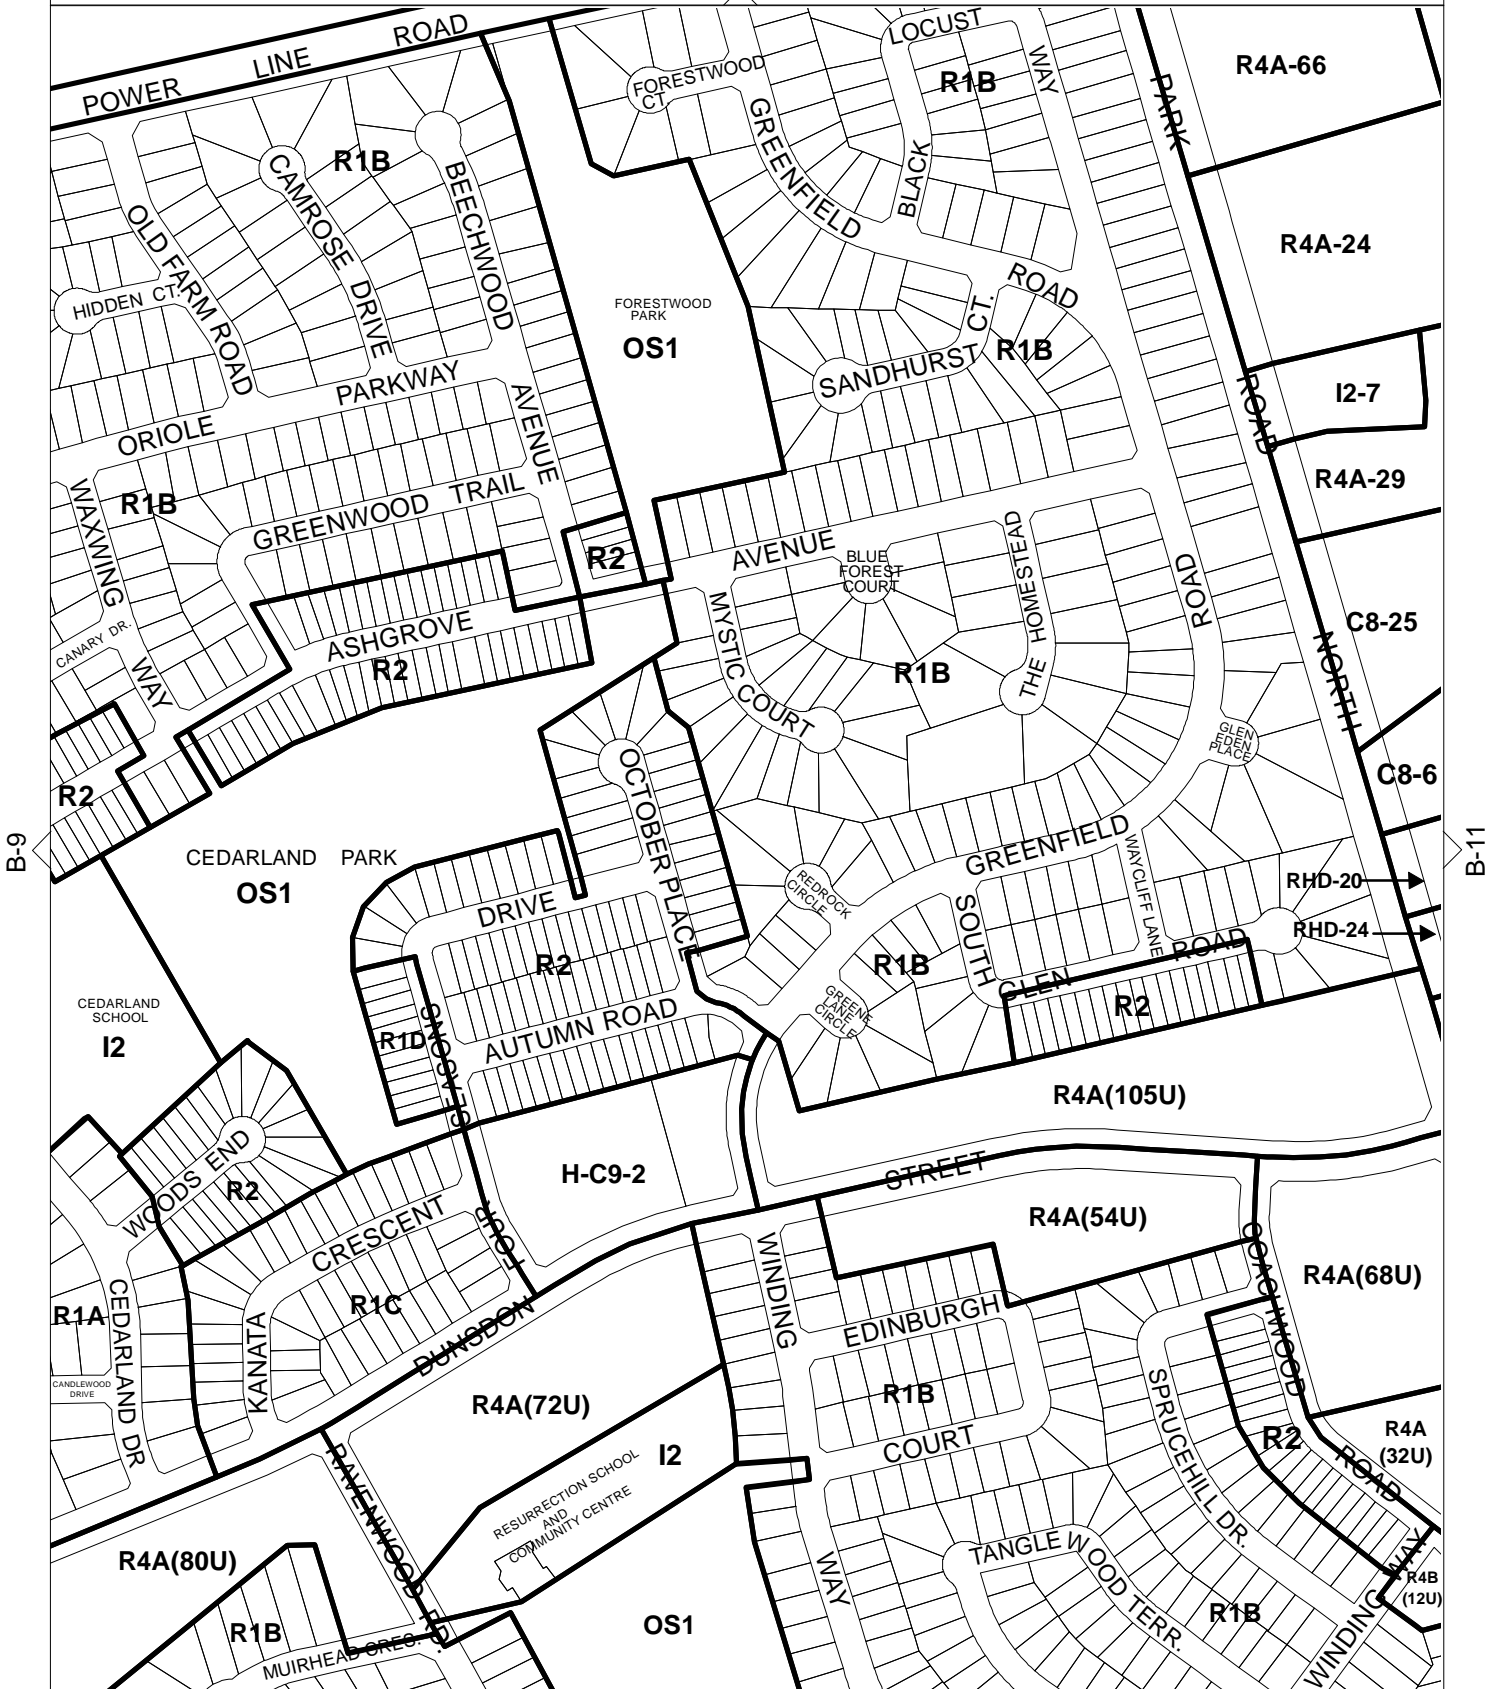 POWER LINE ROAD
FORESTWOOD
CT.
LOCUST
WAY
R1B
R4A-66
PARK
GREENFIELD
BLACK
R1B
CAMROSE DRIVE
BEECHWOOD
OLD FARM ROAD
HIDDEN CT.
ROAD
R4A-24
FORESTWOOD
PARK
OS1
CT.
SANDHURST
R1B
ROAD
I2-7
PARKWAY
ORIOLE
AVENUE
R4A-29
R1B
WAXWING
GREENWOOD TRAIL
R2
AVENUE
BLUE
FOREST
COURT
THE HOMESTEAD
ROAD
C8-25
CANARY DR.
WAY
ASHGROVE
R2
MYSTIC COURT
R1B
NORTH
GLEN
EDEN
PLACE
OCTOBER PLACE
C8-6
R2
B-9
B-11
CEDARLAND PARK
OS1
GREENFIELD
WAYCLIFF LANE
REDROCK
CIRCLE
RHD-20
DRIVE
SOUTH
RHD-24
R2
R1B
GLEN ROAD
GREENE
LANE
CIRCLE
R2
CEDARLAND
SCHOOL
I2
R1D
SEASONS
AUTUMN ROAD
R4A(105U)
WOODS END
R2
H-C9-2
STREET
CRESCENT
FOUR
R4A(54U)
WINDING
COACHWOOD
R4A(68U)
R1A
CEDARLAND DR
R1C
KANATA
DUNSDON
EDINBURGH
CANDLEWOOD
DRIVE
R1B
SPRUCEHILL DR.
R4A(72U)
R2
R4A
(32U)
COURT
ROAD
I2
RAVENWOOD RD.
RESURRECTION SCHOOL
AND
COMMUNITY CENTRE
R4A(80U)
WAY
TANGLEWOOD TERR.
WINDING WAY
R4B
(12U)
R1B
OS1
R1B
MUIRHEAD CRES.